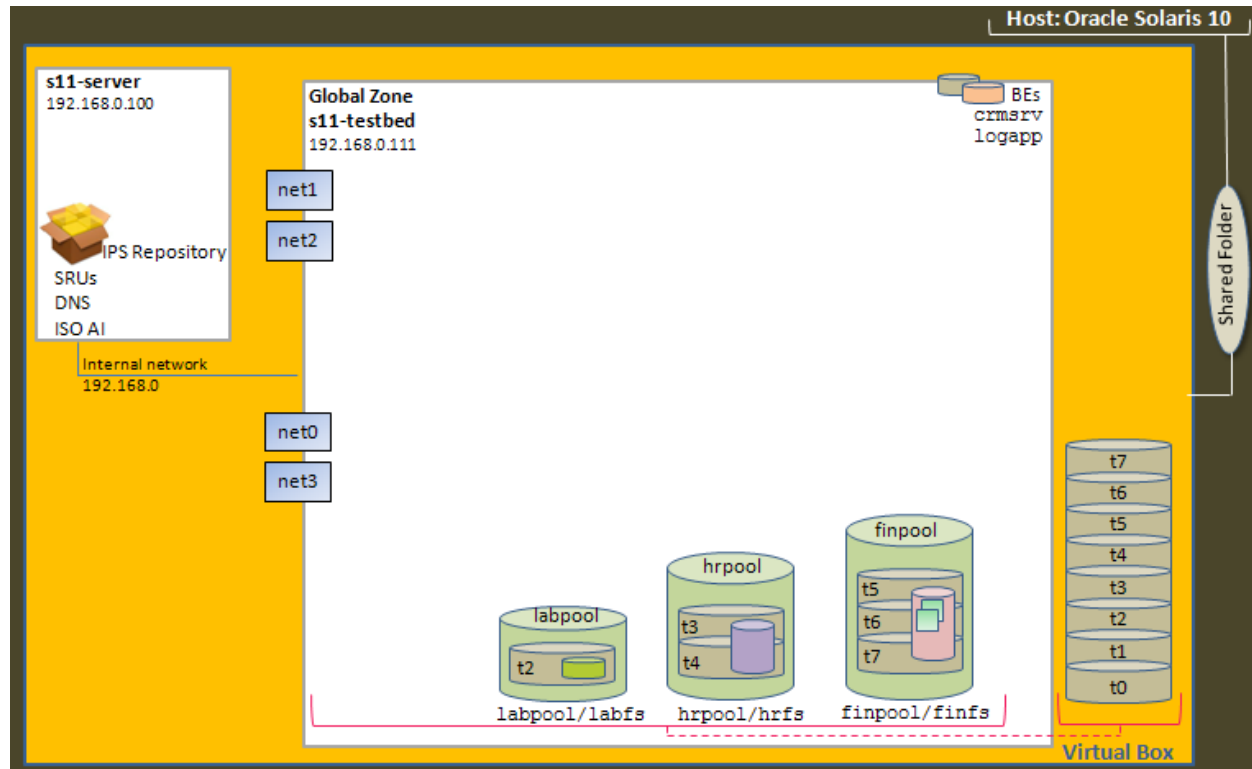 Host: Oracle Solaris 10
s11-server
192.168.0.100
IPS Repository
SRUs
DNS
ISO AI
Internal network
192.168.0
Global Zone
s11-testbed
192.168.0.111
BEs
crmsrv
logapp
net1
net2
net0
net3
labpool
t2
labpool/labfs
hrpool
t3
t4
hrpool/hrfs
finpool
t5
t6
t7
finpool/finfs
t7
t6
t5
t4
t3
t2
t1
t0
Shared Folder
Virtual Box